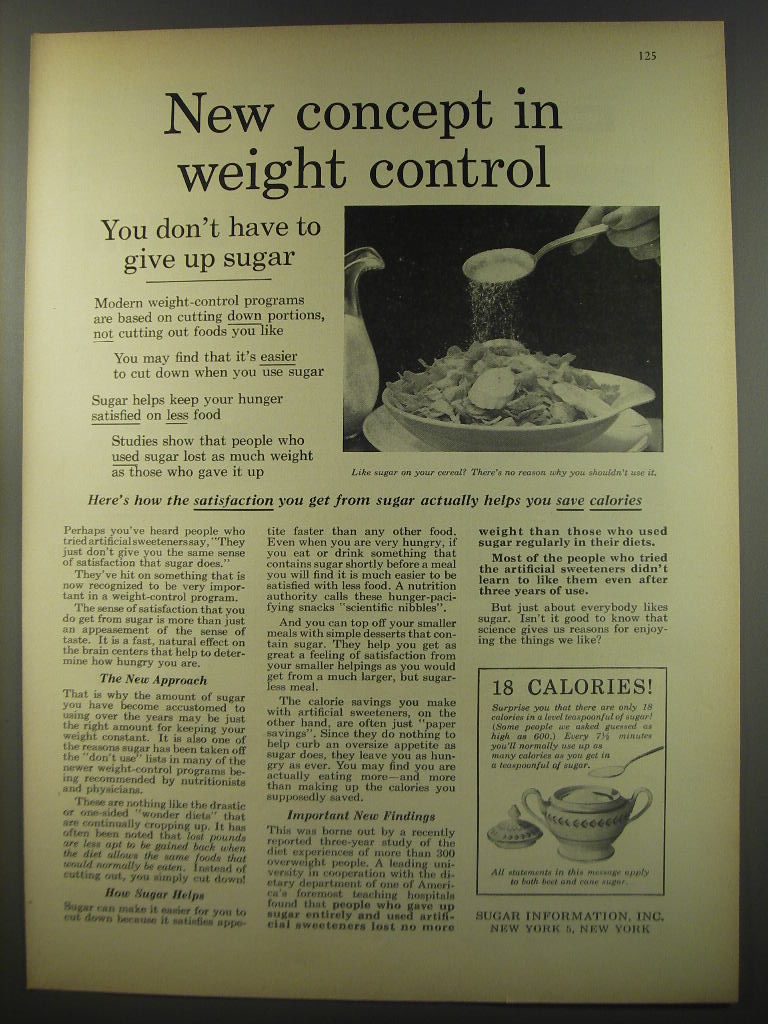 125
New concept in
weight control
You don't have to
give up sugar
Modern weight-control programs
are based on cutting down portions,
not cutting out foods you like
You may find that it's easier
to cut down when you use sugar
Sugar helps keep your hunger
satisfied on less food
Studies show that people who
used sugar lost as much weight
as those who gave it up
Like sugar on your cereal? There's no reason why you shouldn't use it.
Here's how the satisfaction you get from sugar actually helps you save calories
Perhaps you've heard people who
tried artificial sweeteners say, "They
just don't give you the same sense
of satisfaction that sugar does."
They've hit on something that is
now recognized to be very impor-
tant in a weight-control program.
The sense of satisfaction that you
do get from sugar is more than just
an appeasement of the sense of
taste. It is a fast, natural effect on
the brain centers that help to deter-
mine how hungry you are.
The New Approach
That is why the amount of sugar
you have become accustomed to
using over the years may be just
the right amount for keeping your
weight constant. It is also one of
the reasons sugar has been taken off
the "don't use" lists in many of the
newer weight-control programs be-
ing recommended by nutritionists
and physicians.
These are nothing like the drastic
or one-sided "wonder diets" that
are continually cropping up. It has
often been noted that lost pounds
are less apt to be gained back when
the diet allows the same foods that
would normally be eaten. Instead of
cutting out, you simply cut down!
How Sugar Helps
Sugar can make it easier for you to
cut down because it satisfies appe-
tite faster than any other food.
Even when you are very hungry, if
you eat or drink something that
contains sugar shortly before a meal
you will find it is much easier to be
satisfied with less food. A nutrition
authority calls these hunger-paci-
fying snacks "scientific nibbles".
And you can top off your smaller
meals with simple desserts that con-
tain sugar. They help you get as
great a feeling of satisfaction from
your smaller helpings as you would
get from a much larger, but sugar-
less meal.
The calorie savings you make
with artificial sweeteners, on the
other hand, are often just "paper
savings". Since they do nothing to
help curb an oversize appetite as
sugar does, they leave you as hun-
gry as ever. You may find you are
actually eating more—and more
than making up the calories you
supposedly saved.
Important New Findings
This was borne out by a recently
reported three-year study of the
diet experiences of more than 300
overweight people. A leading uni-
versity in cooperation with the di-
etary department of one of Ameri-
ca's foremost teaching hospitals
found that people who gave up
sugar entirely and used artifi-
cial sweeteners lost no more
weight than those who used
sugar regularly in their diets.
Most of the people who tried
the artificial sweeteners didn't
learn to like them even after
three years of use.
But just about everybody likes
sugar. Isn't it good to know that
science gives us reasons for enjoy-
ing the things we like?
18 CALORIES!
Surprise you that there are only 18
calories in a level teaspoonful of sugar?
(Some people we asked guessed as
high as 600.) Every 7½ minutes
you'll normally use up as
many calories as you get in
a teaspoonful of sugar.
All statements in this message apply
to both beet and cane sugar.
SUGAR INFORMATION, INC.
NEW YORK 5, NEW YORK